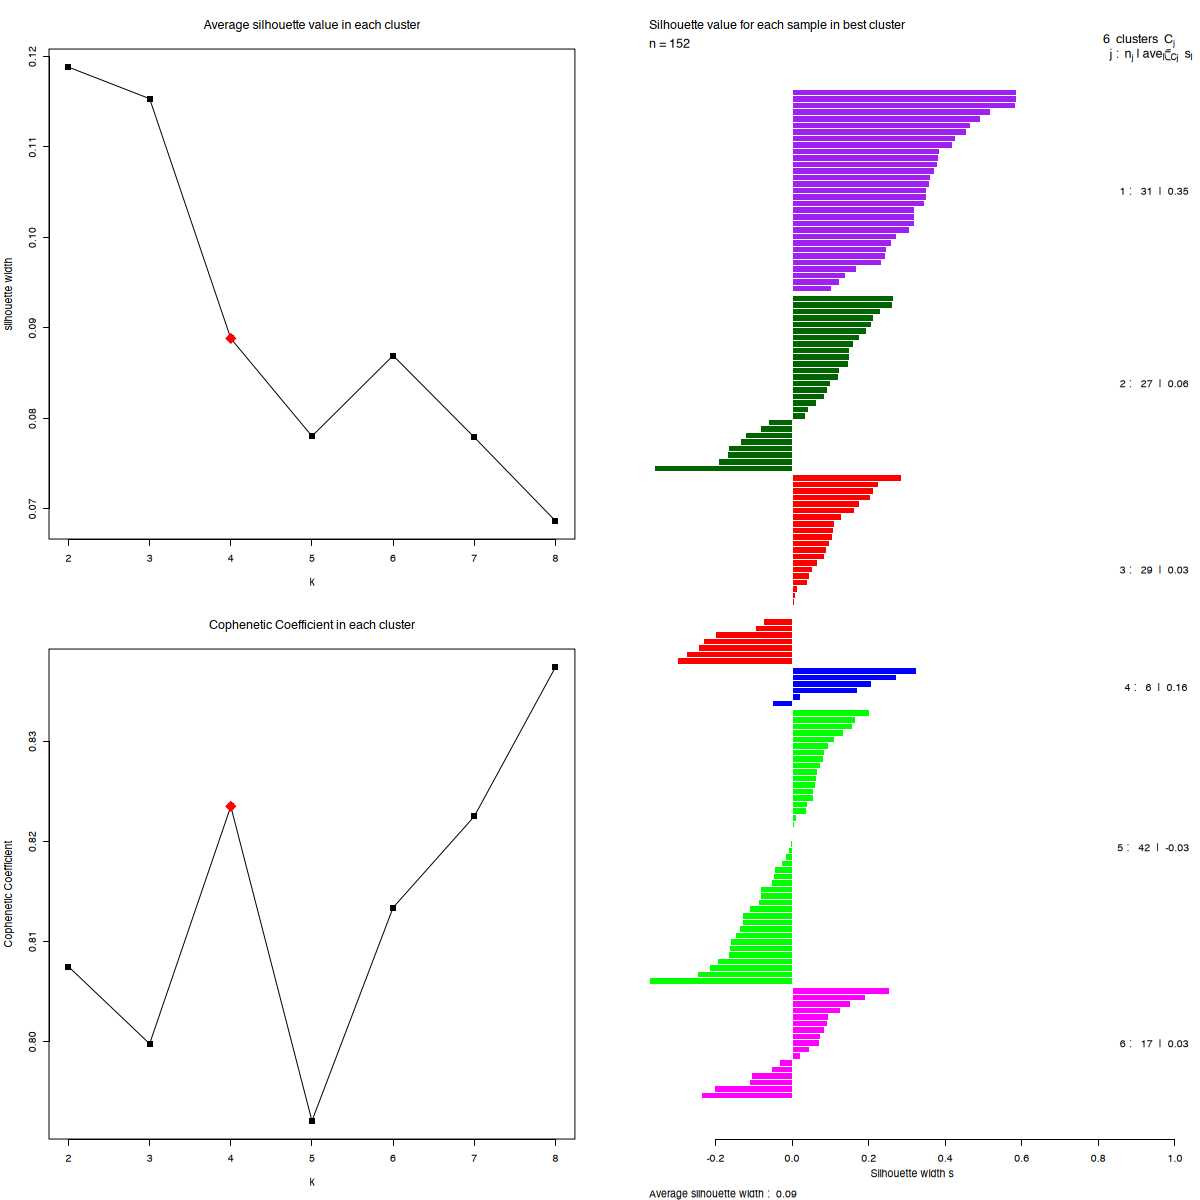 Average silhouette value in each cluster
0.12
0.11
0.10
0.09
0.08
0.07
silhouette width
2 3 4 5 6 7 8
k
Cophenetic Coefficient in each cluster
0.83
0.82
0.81
0.80
Cophenetic Coefficient
2 3 4 5 6 7 8
k
Silhouette value for each sample in best cluster
n = 152
6 clusters Cj
j : nj | avei∈Cj si
1 : 31 | 0.35
2 : 27 | 0.06
3 : 29 | 0.03
4 : 6 | 0.16
5 : 42 | -0.03
6 : 17 | 0.03
-0.2 0.0 0.2 0.4 0.6 0.8 1.0
Silhouette width s
Average silhouette width : 0.09